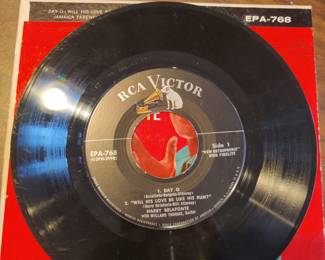 DAY O • WILL HIS LOVE
JAMAICA FAREWELL
EPA-768
RCA VICTOR
EPA-768
Side 1
"NEW ORTHOPHONIC"
HIGH FIDELITY
1. DAY O
2. "WILL HIS LOVE BE LIKE HIS RUM?"
HARRY BELAFONTE